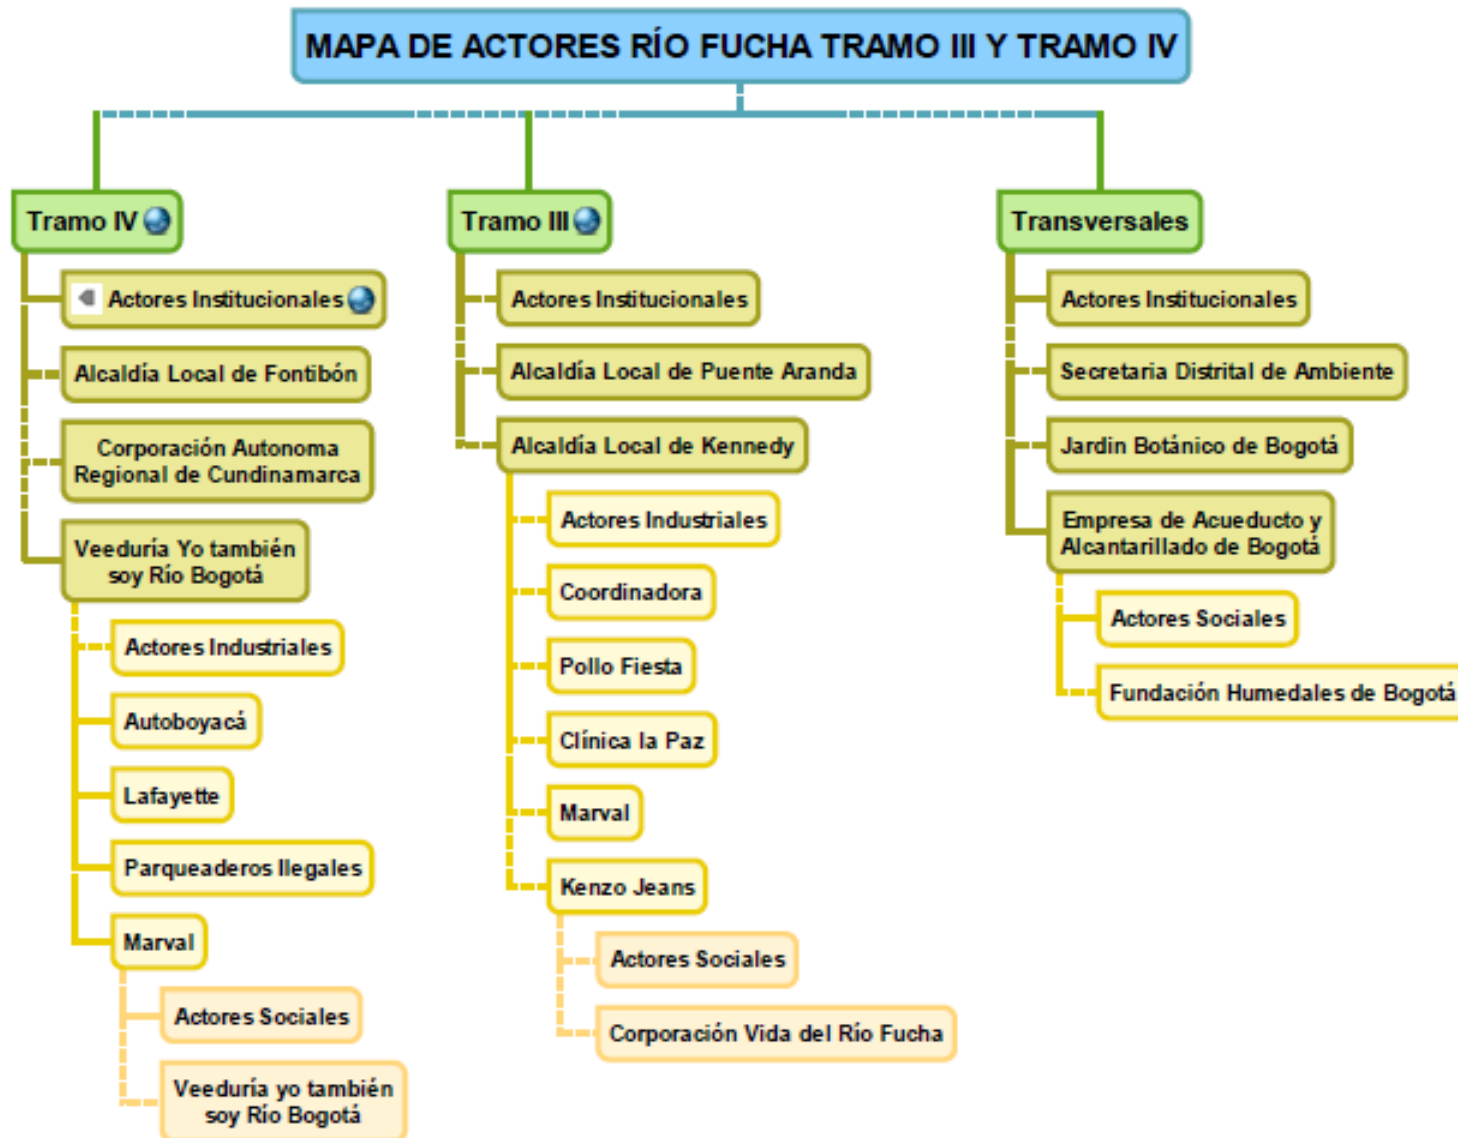 MAPA DE ACTORES RÍO FUCHA TRAMO III Y TRAMO IV
Tramo IV
Actores Institucionales
Alcaldía Local de Fontibón
Corporación Autonoma
Regional de Cundinamarca
Veeduría Yo también
soy Río Bogotá
Actores Industriales
Autoboyacá
Lafayette
Parqueaderos Ilegales
Marval
Actores Sociales
Veeduría yo también
soy Río Bogotá
Tramo III
Actores Institucionales
Alcaldía Local de Puente Aranda
Alcaldía Local de Kennedy
Actores Industriales
Coordinadora
Pollo Fiesta
Clínica la Paz
Marval
Kenzo Jeans
Actores Sociales
Corporación Vida del Río Fucha
Transversales
Actores Institucionales
Secretaria Distrital de Ambiente
Jardin Botánico de Bogotá
Empresa de Acueducto y
Alcantarillado de Bogotá
Actores Sociales
Fundación Humedales de Bogotá